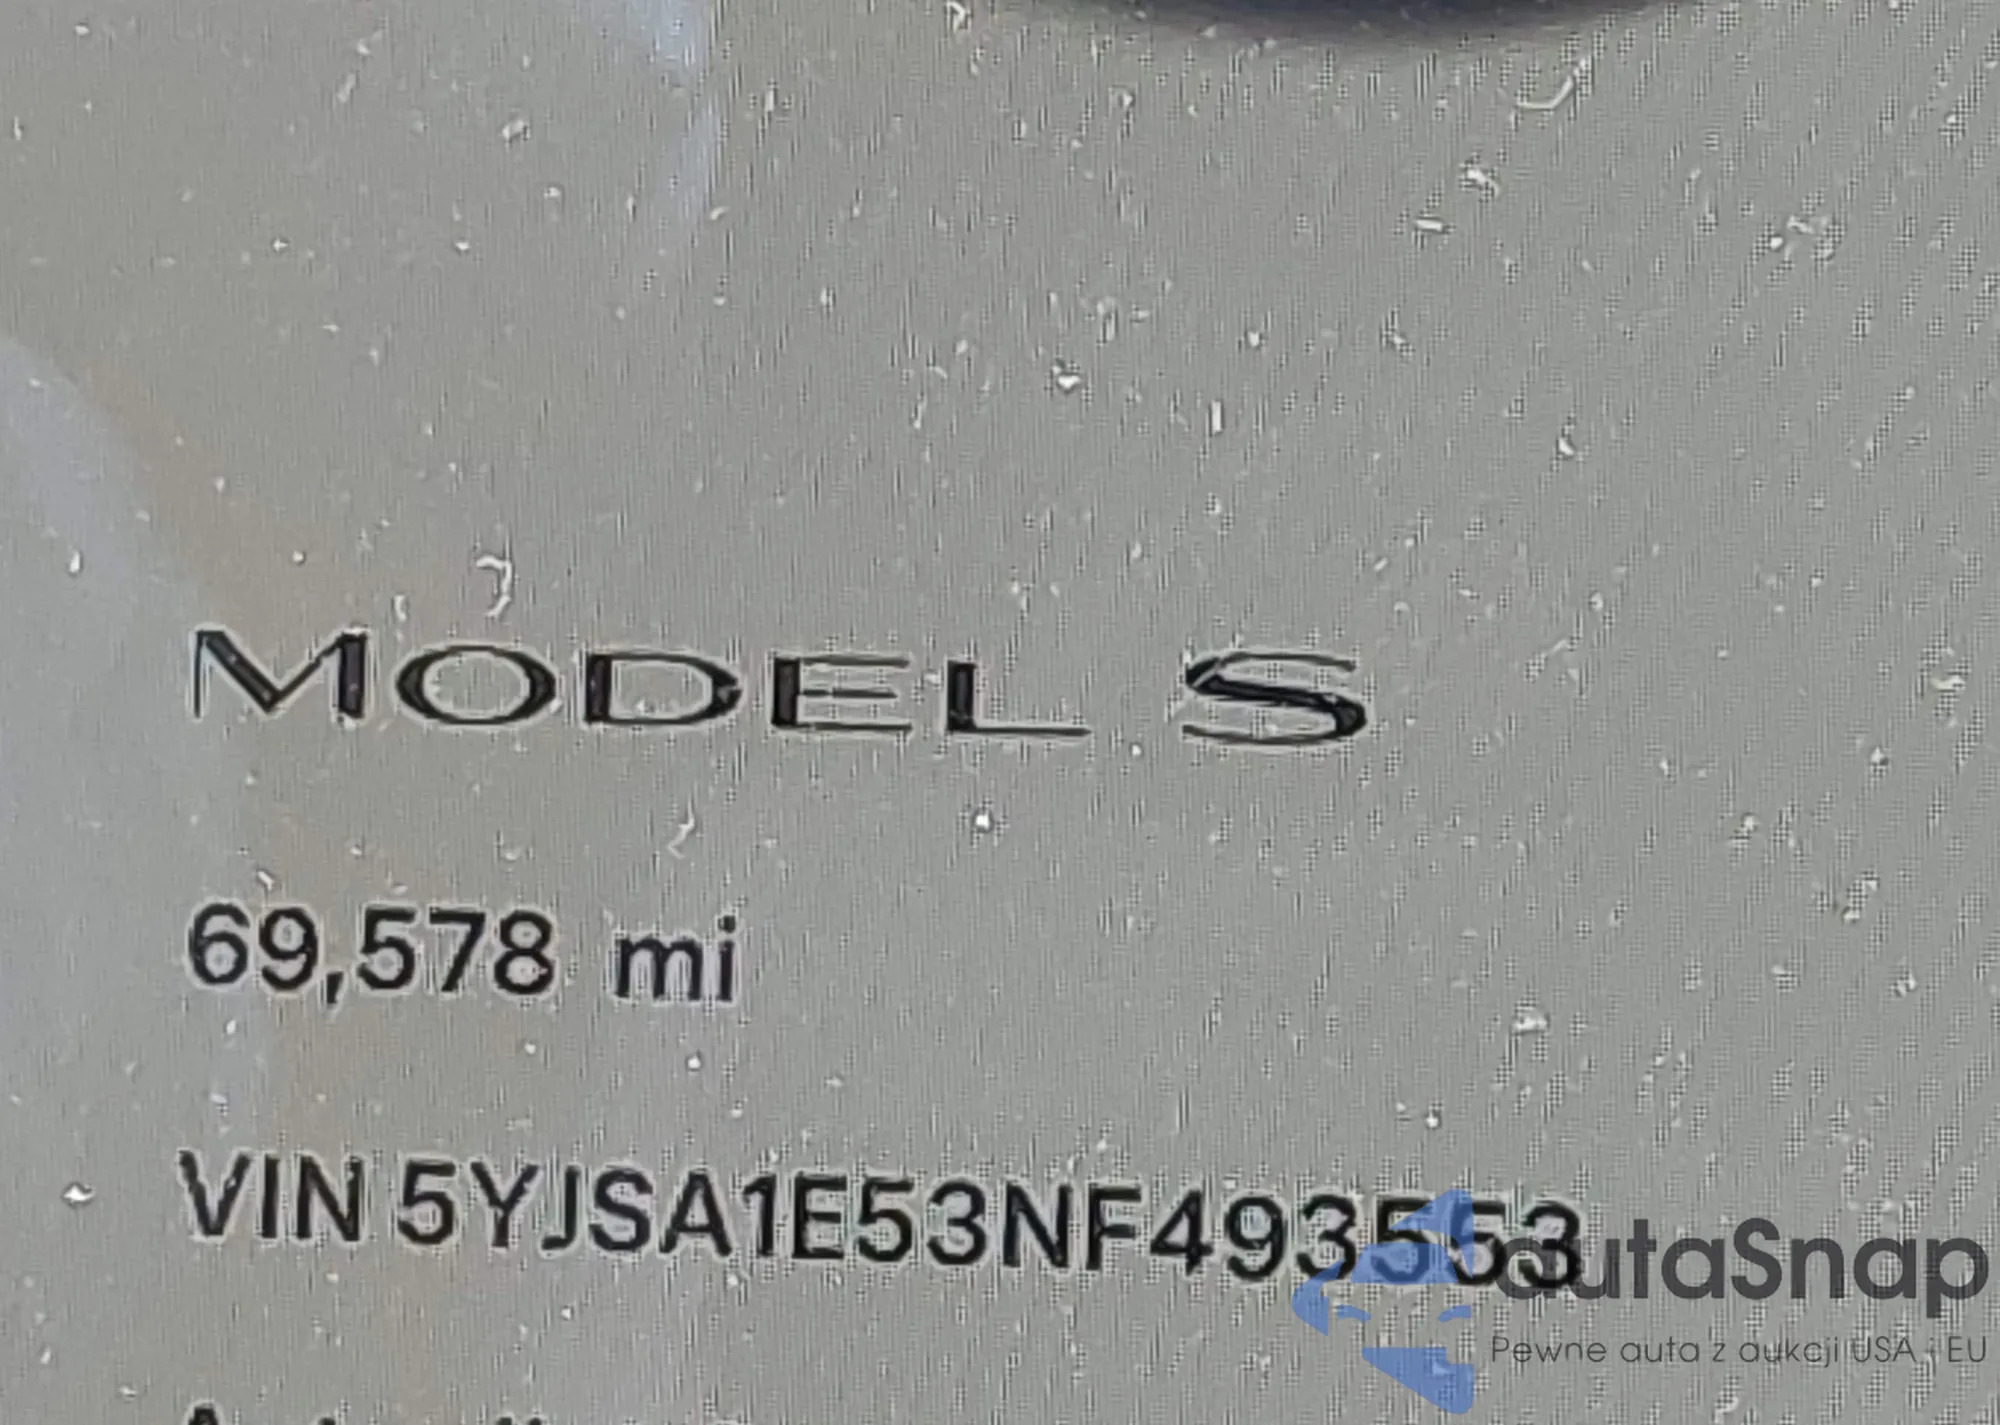 MODEL S
69,578 mi
VIN 5YJSA1E53NF493553
autaSnap
Pewne auta z aukcji USA i EU